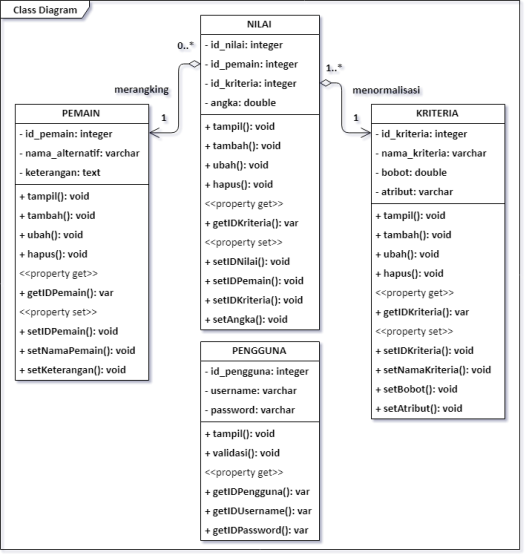 Class Diagram
NILAI
- id_nilai: integer
- id_pemain: integer
- id_kriteria: integer
- angka: double
+ tampil(): void
+ tambah(): void
+ ubah(): void
+ hapus(): void
<<property get>>
+ getIDKriteria(): var
<<property set>>
+ setIDNilai(): void
+ setIDPemain(): void
+ setIDKriteria(): void
+ setAngka(): void
0..*
merangking
1
1..*
menormalisasi
1
PEMAIN
- id_pemain: integer
- nama_alternatif: varchar
- keterangan: text
+ tampil(): void
+ tambah(): void
+ ubah(): void
+ hapus(): void
<<property get>>
+ getIDPemain(): var
<<property set>>
+ setIDPemain(): void
+ setNamaPemain(): void
+ setKeterangan(): void
KRITERIA
- id_kriteria: integer
- nama_kriteria: varchar
- bobot: double
- atribut: varchar
+ tampil(): void
+ tambah(): void
+ ubah(): void
+ hapus(): void
<<property get>>
+ getIDKriteria(): var
<<property set>>
+ setIDKriteria(): void
+ setNamaKriteria(): void
+ setBobot(): void
+ setAtribut(): void
PENGGUNA
- id_pengguna: integer
- username: varchar
- password: varchar
+ tampil(): void
+ validasi(): void
<<property get>>
+ getIDPengguna(): var
+ getIDUsername(): var
+ getIDPassword(): var